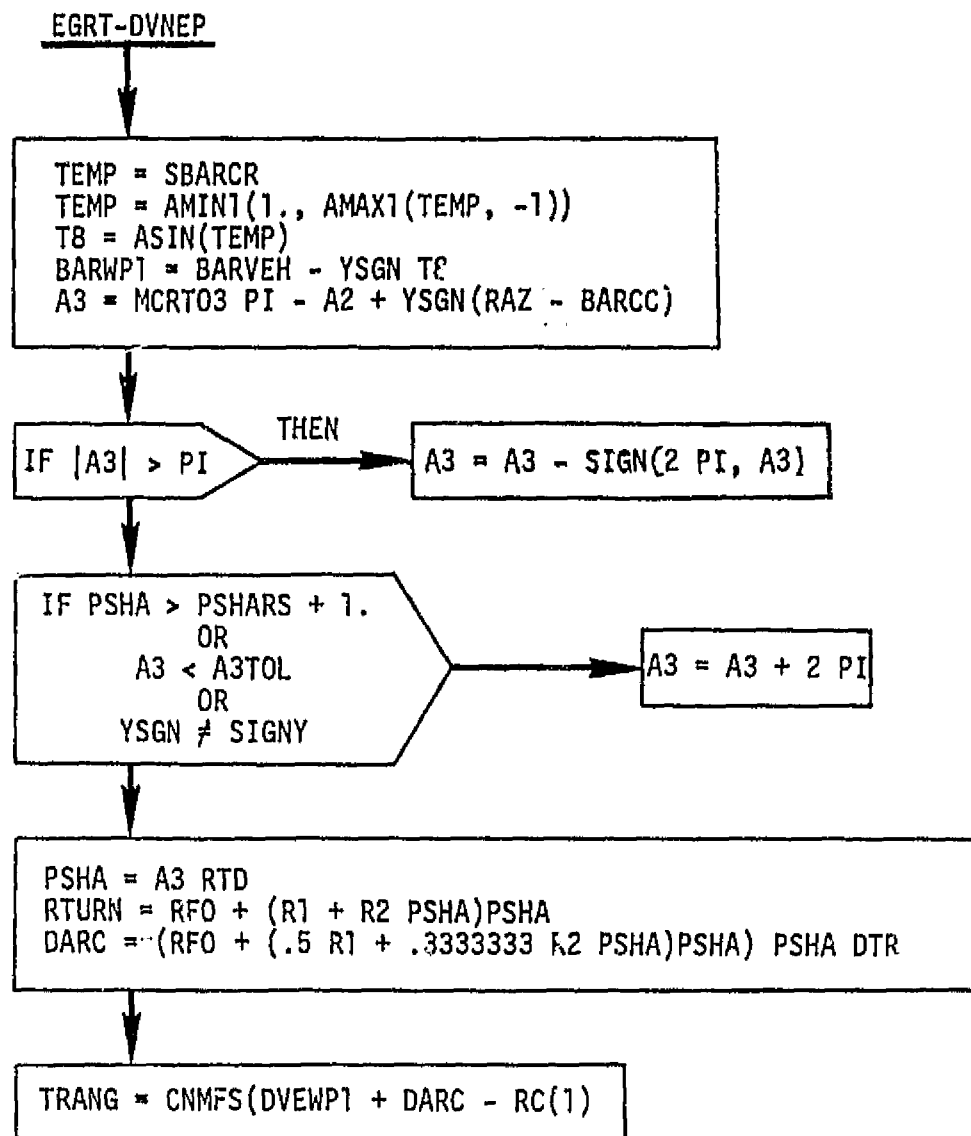 EGRT-DVNEP
TEMP = SBARCR
TEMP = AMIN1(1., AMAX1(TEMP, -1))
T8 = ASIN(TEMP)
BARWP1 = BARVEH - YSGN T8
A3 = MCRTO3 PI - A2 + YSGN(RAZ - BARCC)
IF |A3| > PI
THEN
A3 = A3 - SIGN(2 PI, A3)
IF PSHA > PSHARS + 1.
OR
A3 < A3TOL
OR
YSGN ≠ SIGNY
A3 = A3 + 2 PI
PSHA = A3 RTD
RTURN = RFO + (R1 + R2 PSHA)PSHA
DARC = (RFO + (.5 R1 + .3333333 R2 PSHA)PSHA) PSHA DTR
TRANG = CNMFS(DVEWP1 + DARC - RC(1)